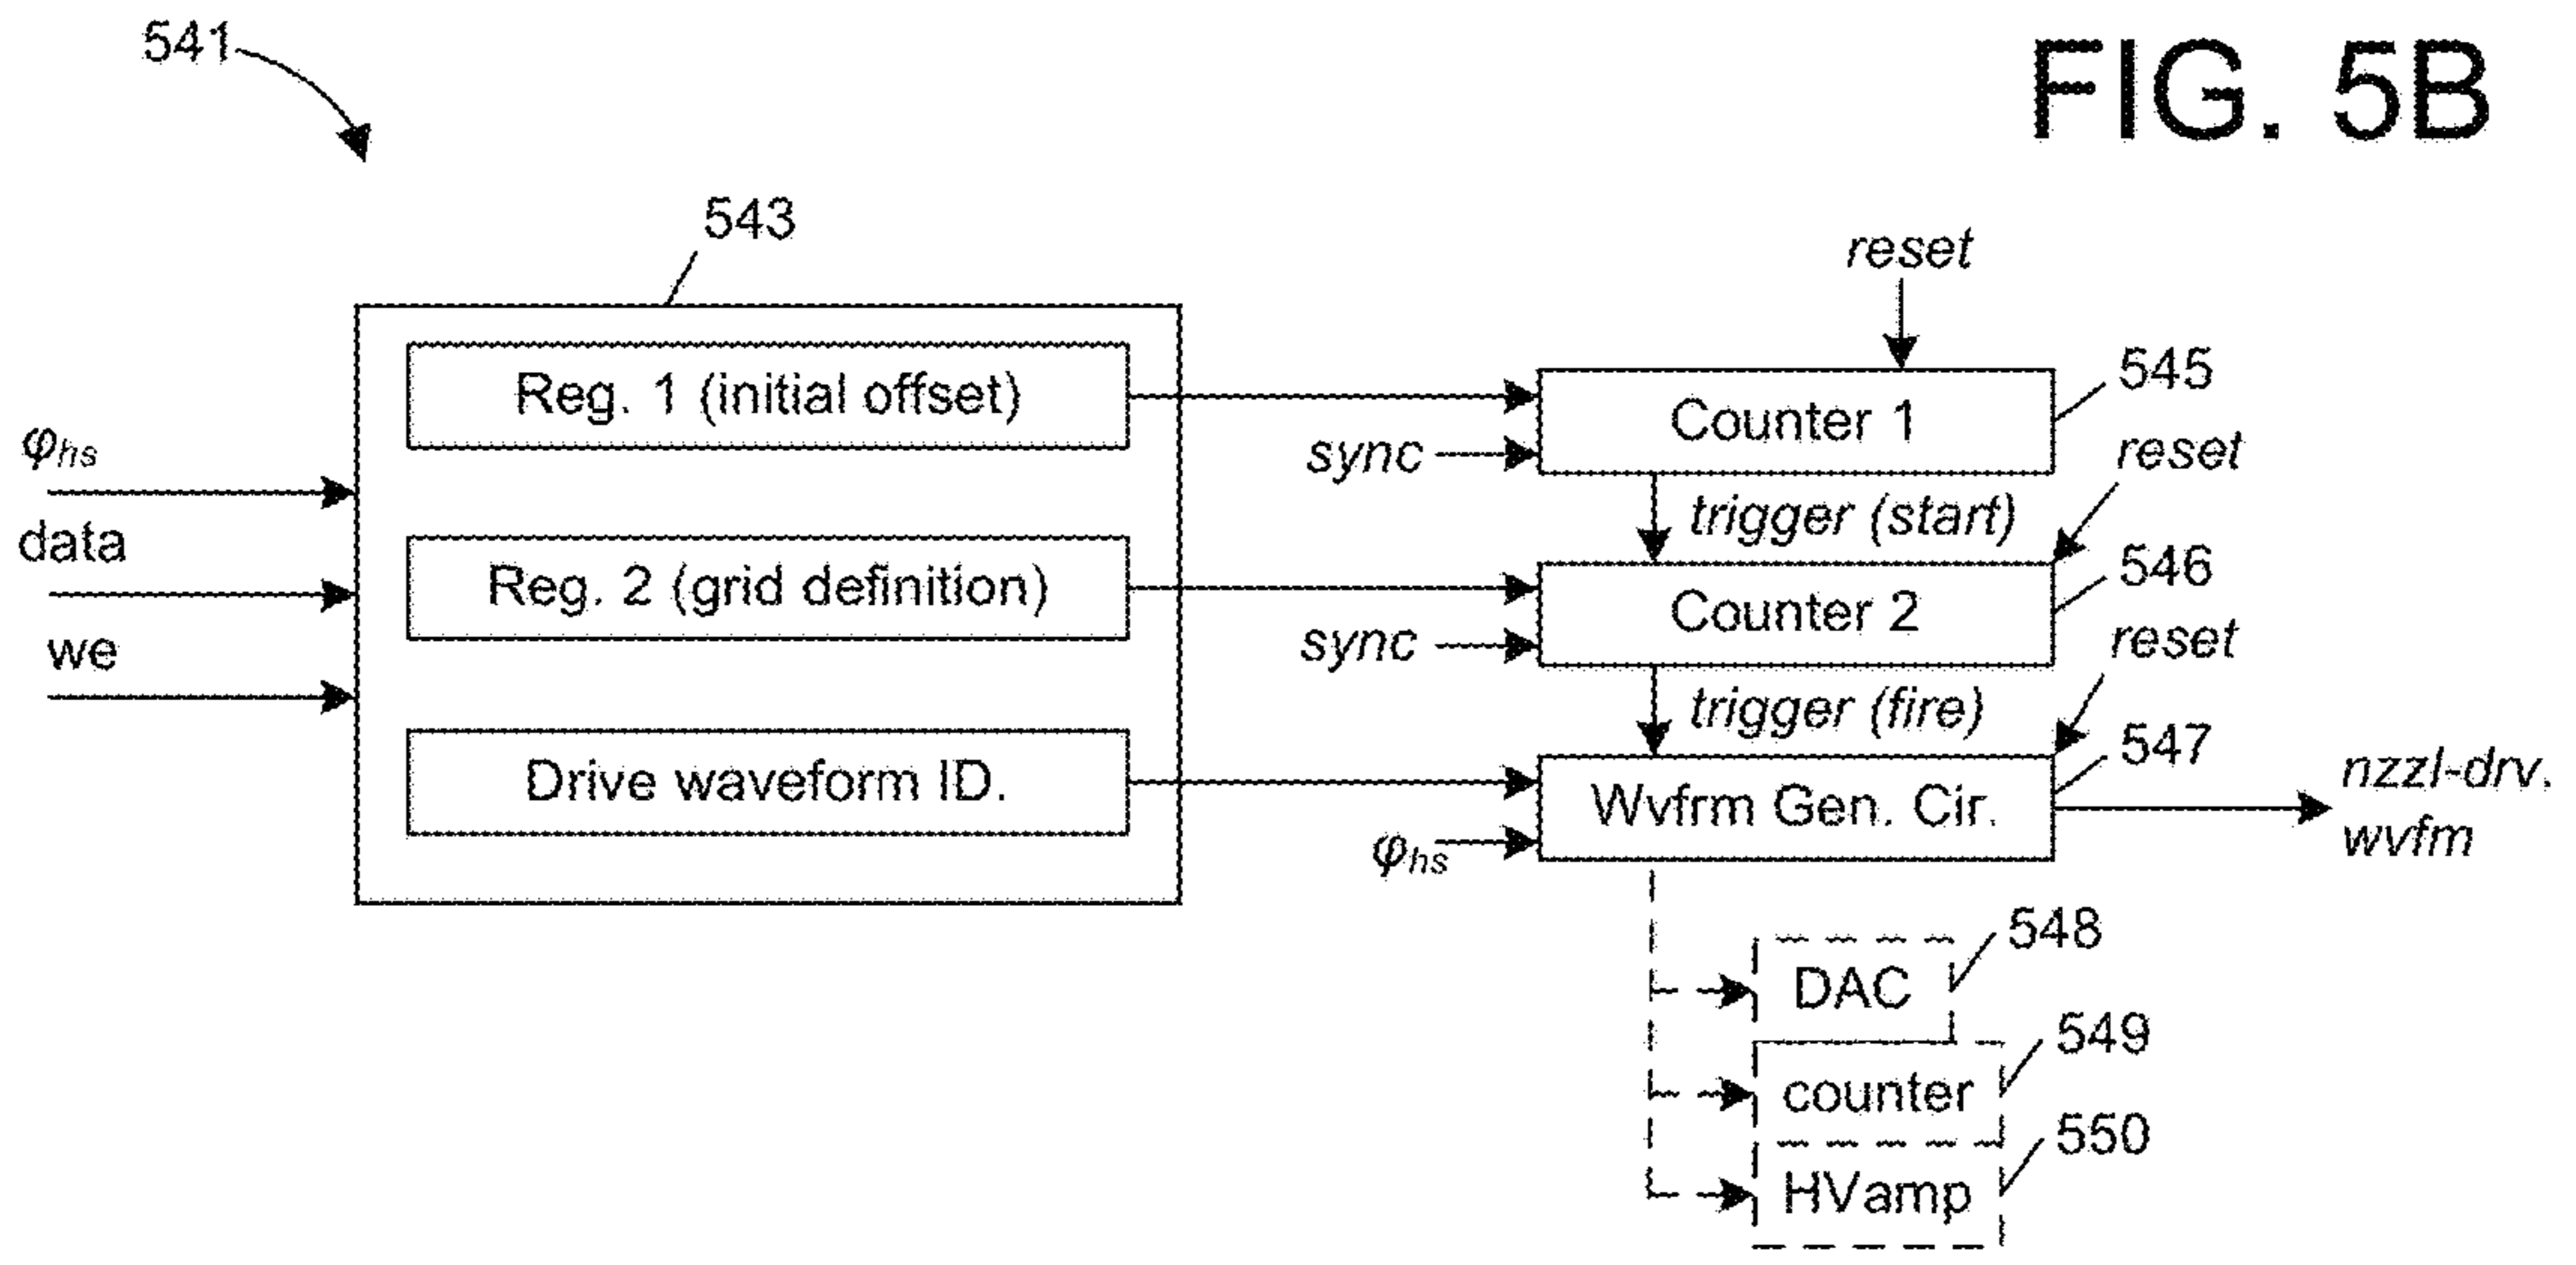 541
FIG. 5B
543
reset
Reg. 1 (initial offset)
Counter 1
545
sync
φhs
trigger (start)
reset
data
Reg. 2 (grid definition)
Counter 2
546
we
sync
trigger (fire)
reset
547
Drive waveform ID.
Wvfrm Gen. Cir.
nzzl-drv.
wvfm
φhs
548
DAC
549
counter
550
HVamp